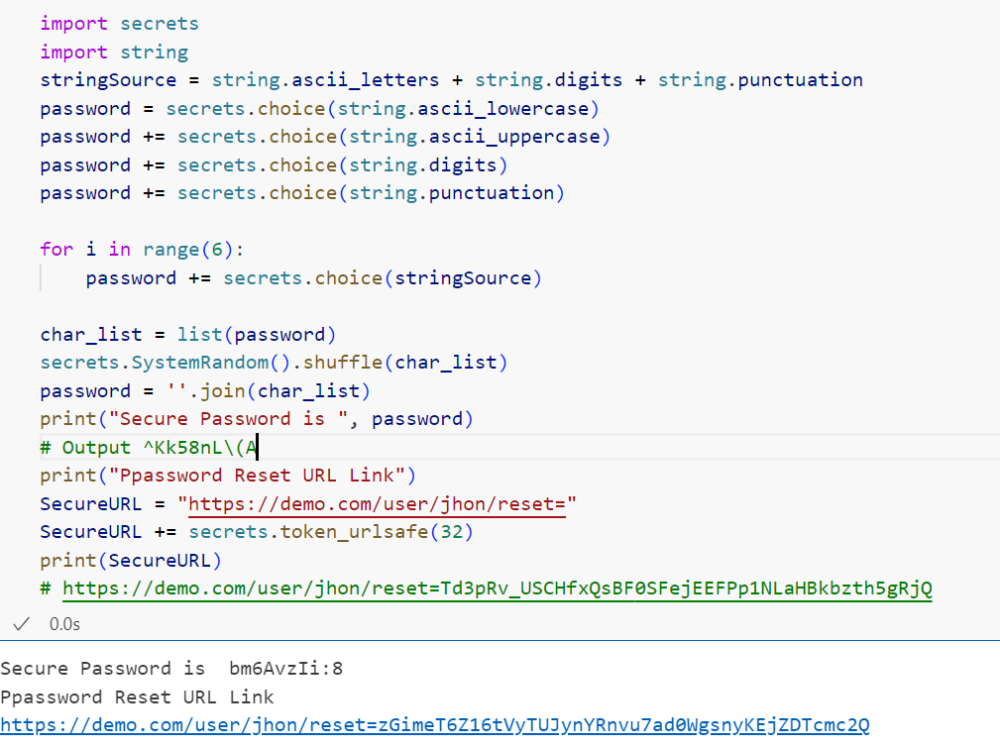 import secrets
import string
stringSource = string.ascii_letters + string.digits + string.punctuation
password = secrets.choice(string.ascii_lowercase)
password += secrets.choice(string.ascii_uppercase)
password += secrets.choice(string.digits)
password += secrets.choice(string.punctuation)
for i in range(6):
    password += secrets.choice(stringSource)
char_list = list(password)
secrets.SystemRandom().shuffle(char_list)
password = ''.join(char_list)
print("Secure Password is ", password)
# Output ^Kk58nL\(A
print("Ppassword Reset URL Link")
SecureURL = "https://demo.com/user/jhon/reset="
SecureURL += secrets.token_urlsafe(32)
print(SecureURL)
# https://demo.com/user/jhon/reset=Td3pRv_USCHfxQsBF0SFejEEFPp1NLaHBkbzth5gRjQ
0.0s
Secure Password is  bm6AvzIi:8
Ppassword Reset URL Link
https://demo.com/user/jhon/reset=zGimeT6Z16tVyTUJynYRnvu7ad0WgsnyKEjZDTcmc2Q